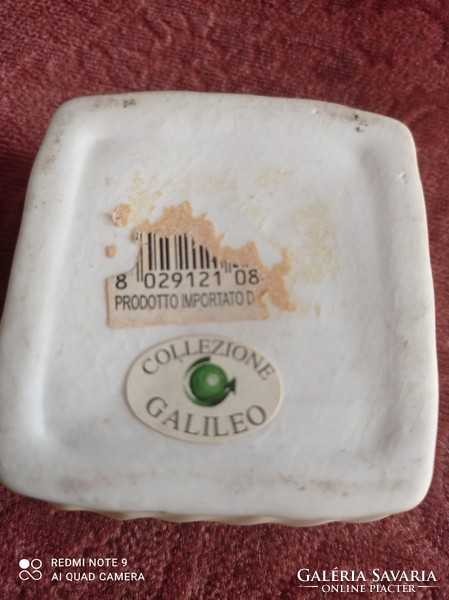 8 029121 08
PRODOTTO IMPORTATO D
COLLEZIONE
GALILEO
REDMI NOTE 9
AI QUAD CAMERA
GALÉRIA SAVARIA
ONLINE PIACTÉR